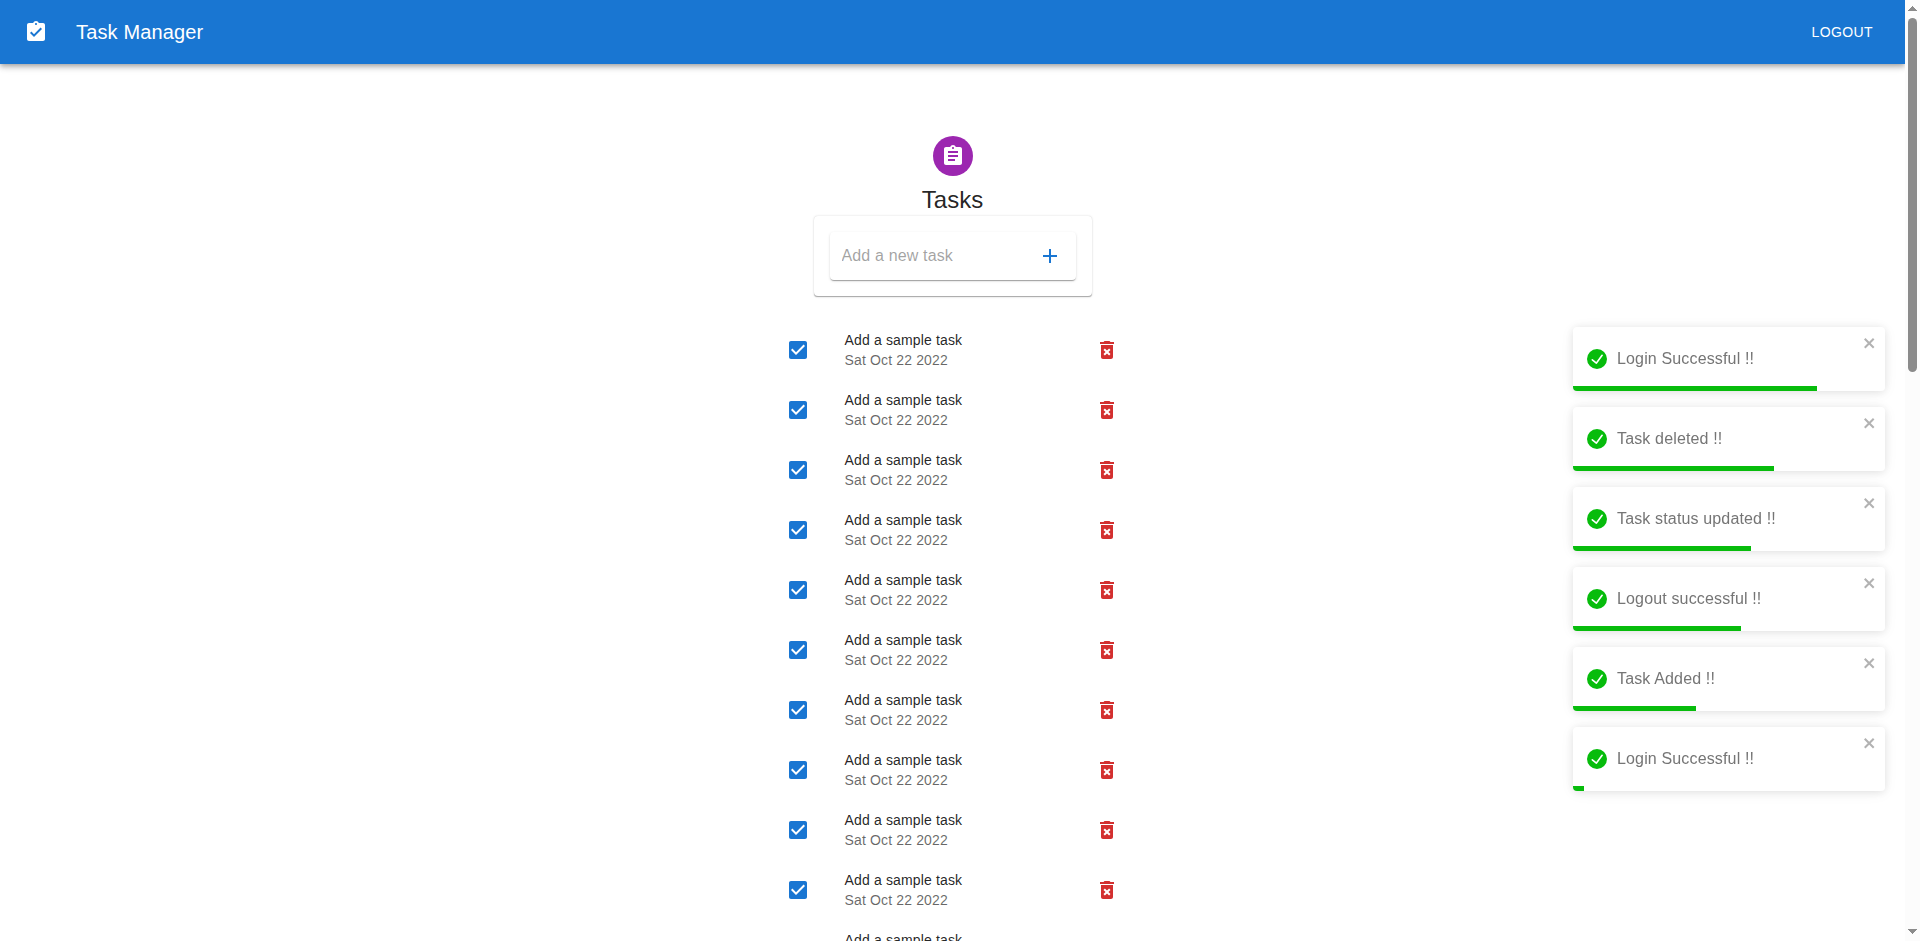 Task Manager
LOGOUT
Tasks
Add a new task
Add a sample task
Sat Oct 22 2022
Add a sample task
Sat Oct 22 2022
Add a sample task
Sat Oct 22 2022
Add a sample task
Sat Oct 22 2022
Add a sample task
Sat Oct 22 2022
Add a sample task
Sat Oct 22 2022
Add a sample task
Sat Oct 22 2022
Add a sample task
Sat Oct 22 2022
Add a sample task
Sat Oct 22 2022
Add a sample task
Sat Oct 22 2022
Add a sample task
Login Successful !!
Task deleted !!
Task status updated !!
Logout successful !!
Task Added !!
Login Successful !!